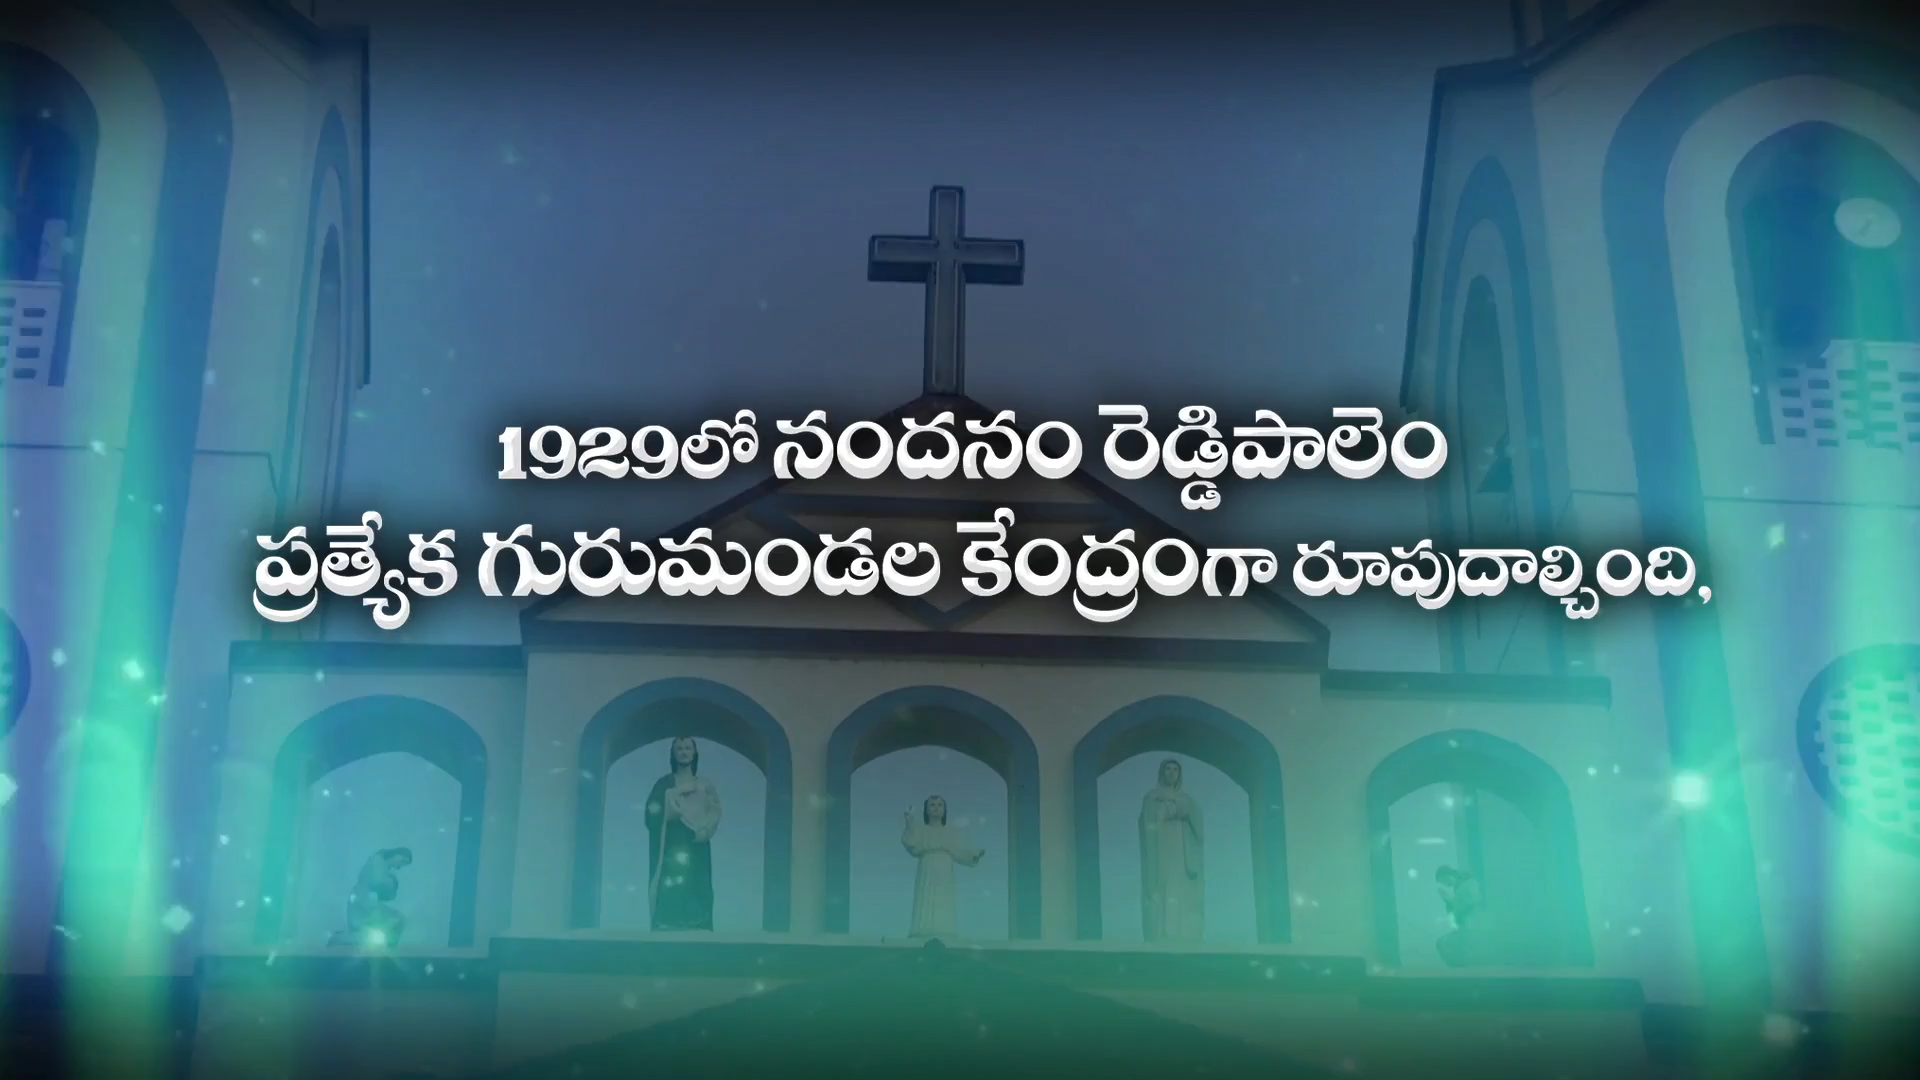 1929లో నందనం రెడ్డిపాలెం
ప్రత్యేక గురుమండల కేంద్రంగా రూపుదాల్చింది,